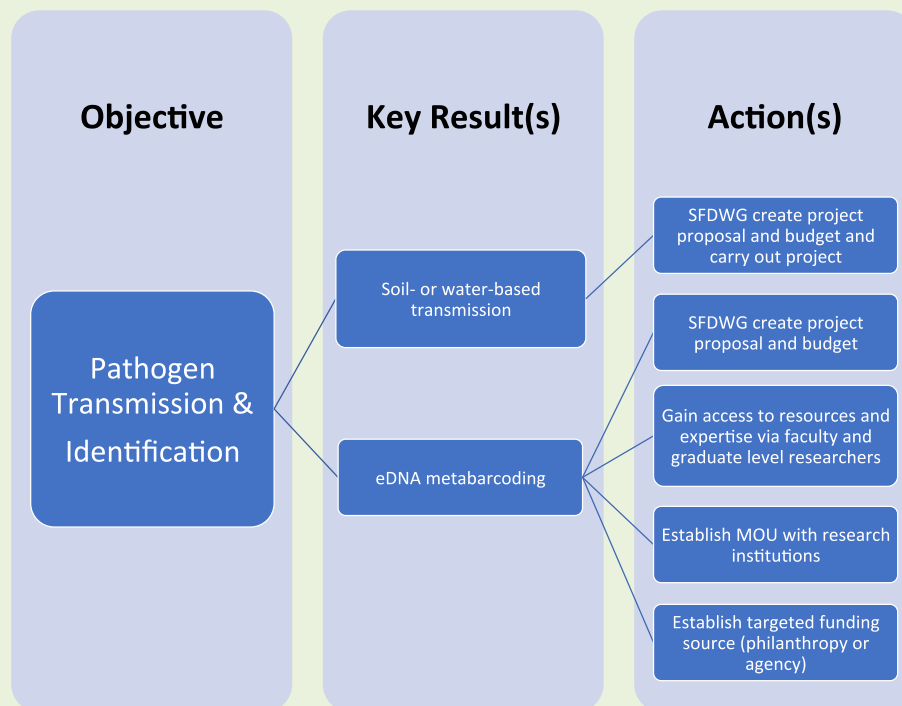 Objective
Key Result(s)
Action(s)
Pathogen
Transmission &
Identification
Soil- or water-based
transmission
eDNA metabarcoding
SFDWG create project
proposal and budget and
carry out project
SFDWG create project
proposal and budget
Gain access to resources and
expertise via faculty and
graduate level researchers
Establish MOU with research
institutions
Establish targeted funding
source (philanthropy or
agency)